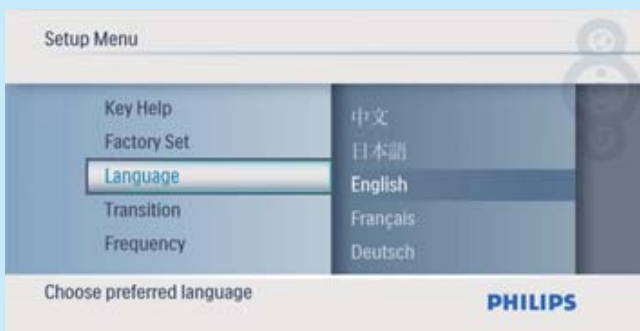 Setup Menu
Key Help
Factory Set
Language
Transition
Frequency
中文
日本語
English
Français
Deutsch
Choose preferred language
PHILIPS